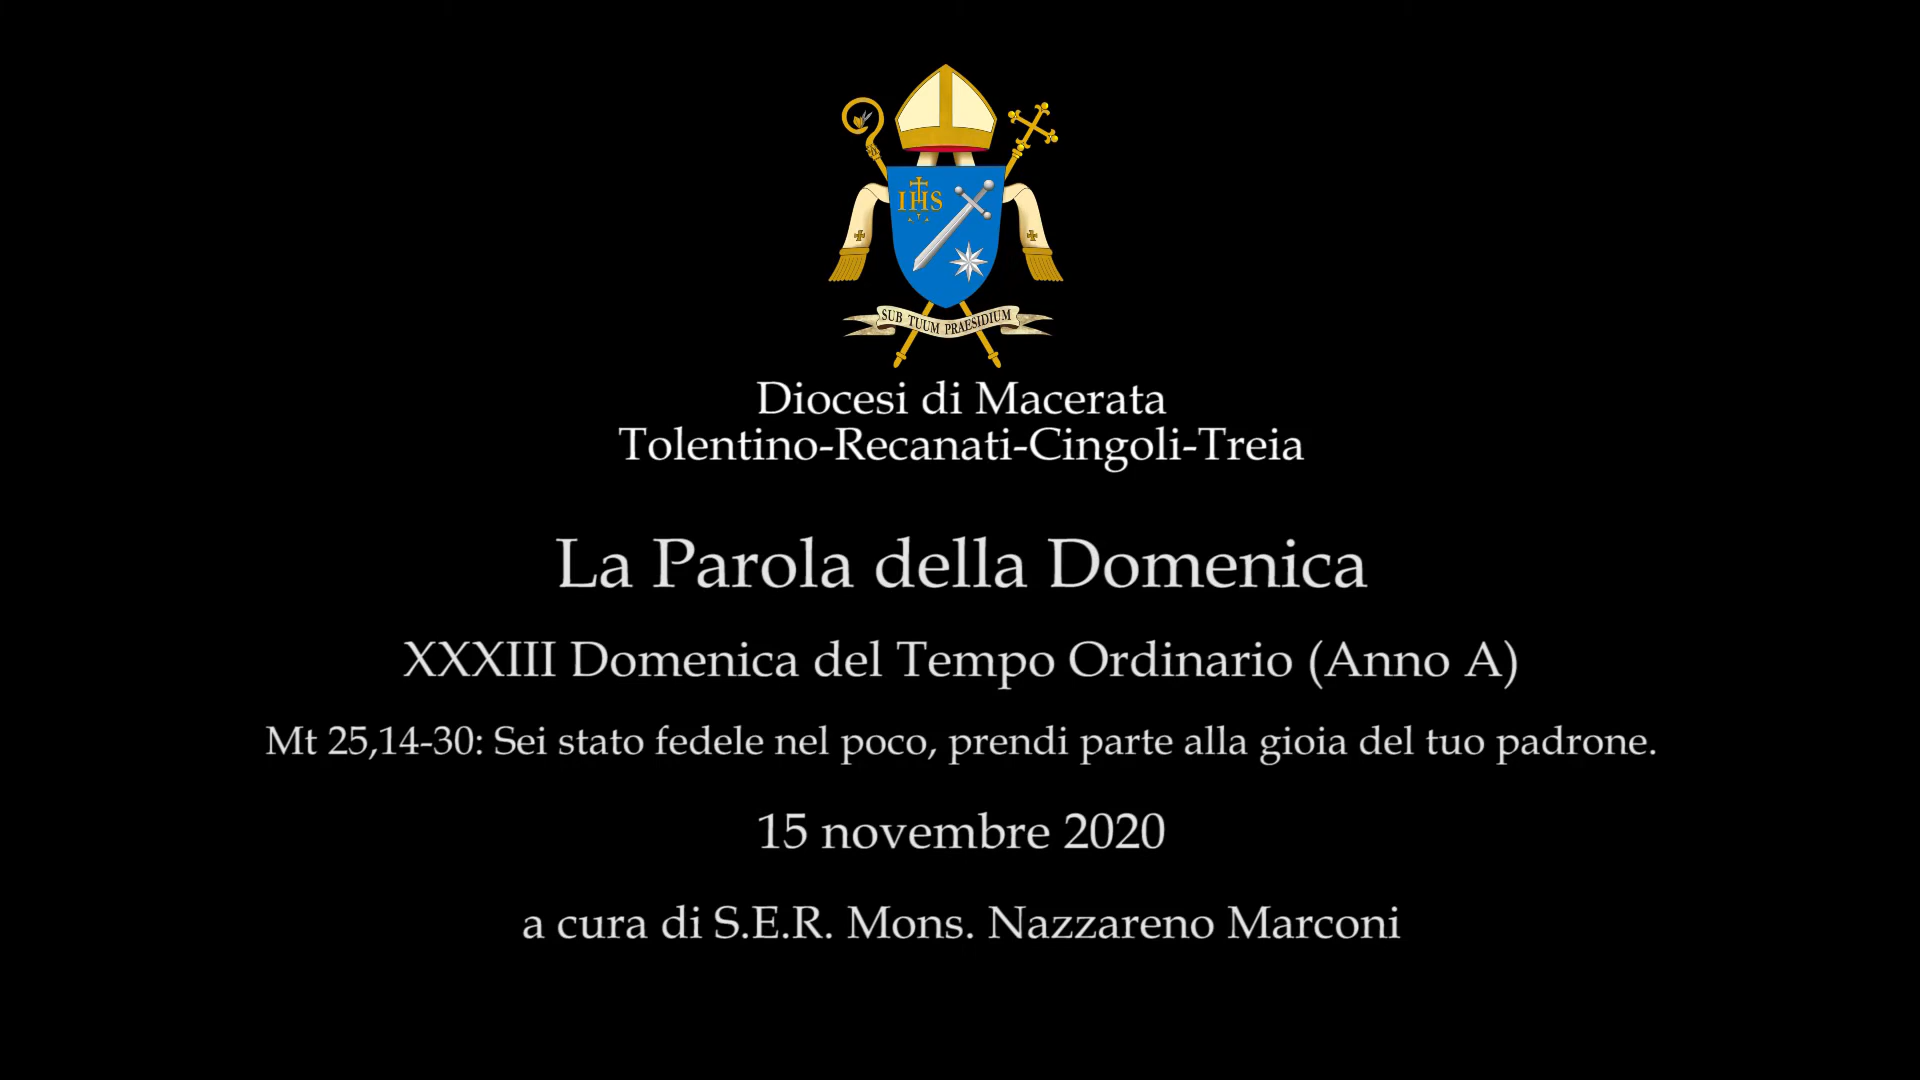 IHS
SUB TUUM PRAESIDIUM
Diocesi di Macerata
Tolentino-Recanati-Cingoli-Treia
La Parola della Domenica
XXXIII Domenica del Tempo Ordinario (Anno A)
Mt 25,14-30: Sei stato fedele nel poco, prendi parte alla gioia del tuo padrone.
15 novembre 2020
a cura di S.E.R. Mons. Nazzareno Marconi